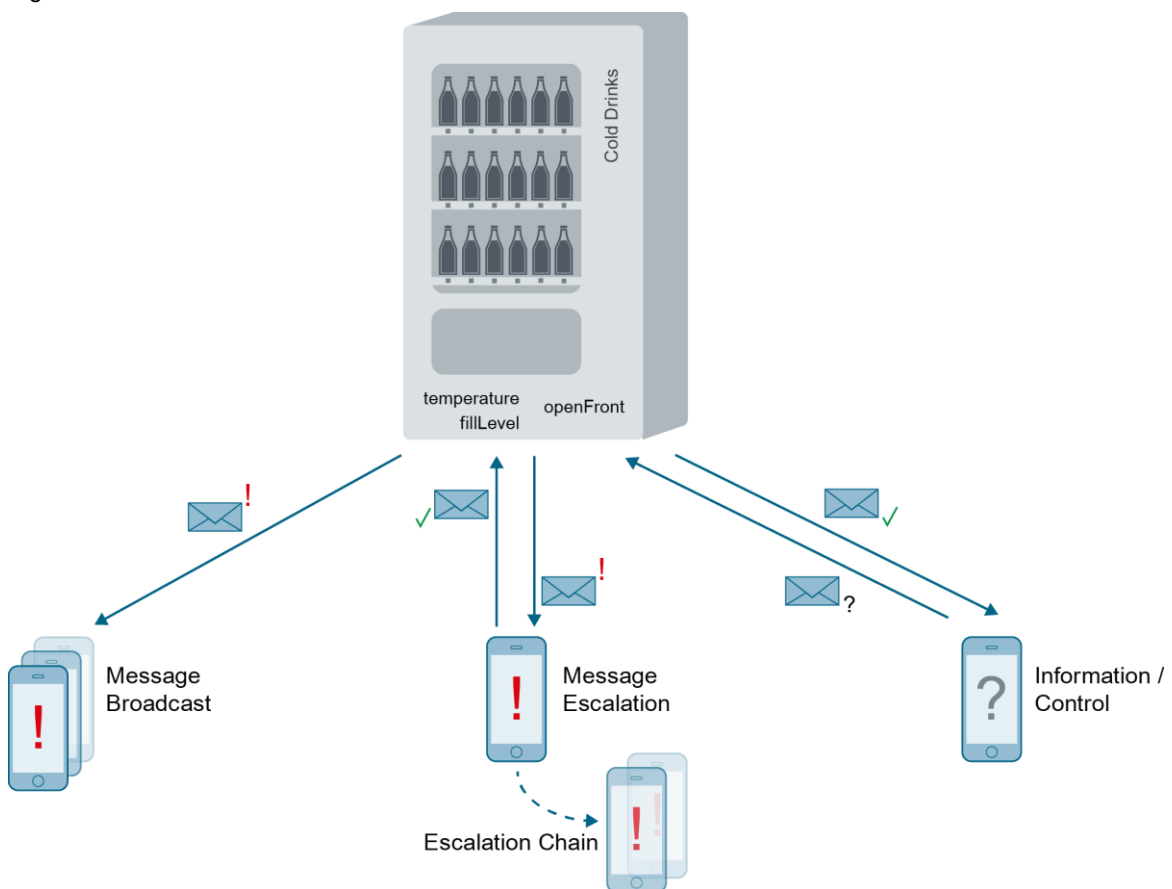 Cold Drinks
temperature
fillLevel
openFront
!
✓
!
✓
?
Message
Broadcast
!
Message
Escalation
!
Information /
Control
?
Escalation Chain
!
!